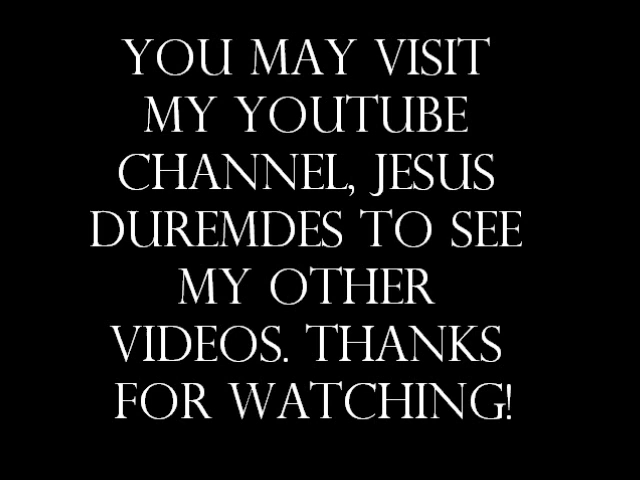 YOU MAY VISIT
MY YOUTUBE
CHANNEL, JESUS
DUREMDES TO SEE
MY OTHER
VIDEOS. THANKS
FOR WATCHING!